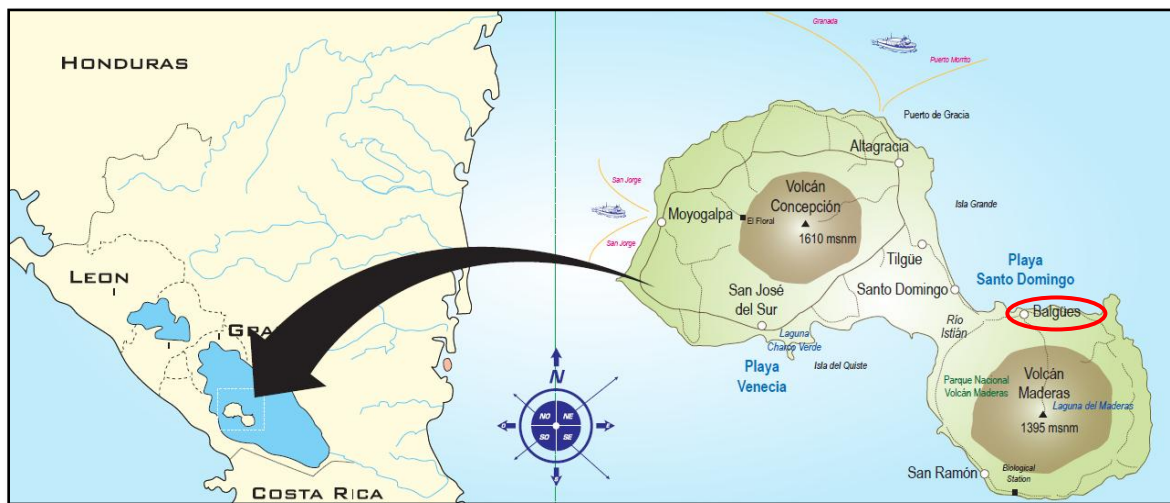 HONDURAS
LEON
GRA
COSTA RICA
N
NO NE
SO SE
Granada
Puerto Morrito
Puerto de Gracia
Altagracia
San Jorge
Volcán
Concepción
El Floral
1610 msnm
Moyogalpa
San Jorge
Isla Grande
Tilgüe
Playa
Santo Domingo
San José
del Sur
Santo Domingo
Balgües
Río
Istián
Laguna
Charco Verde
Isla del Quiste
Playa
Venecia
Parque Nacional
Volcán Maderas
Volcán
Maderas
Laguna del Maderas
1395 msnm
San Ramón
Biological
Station